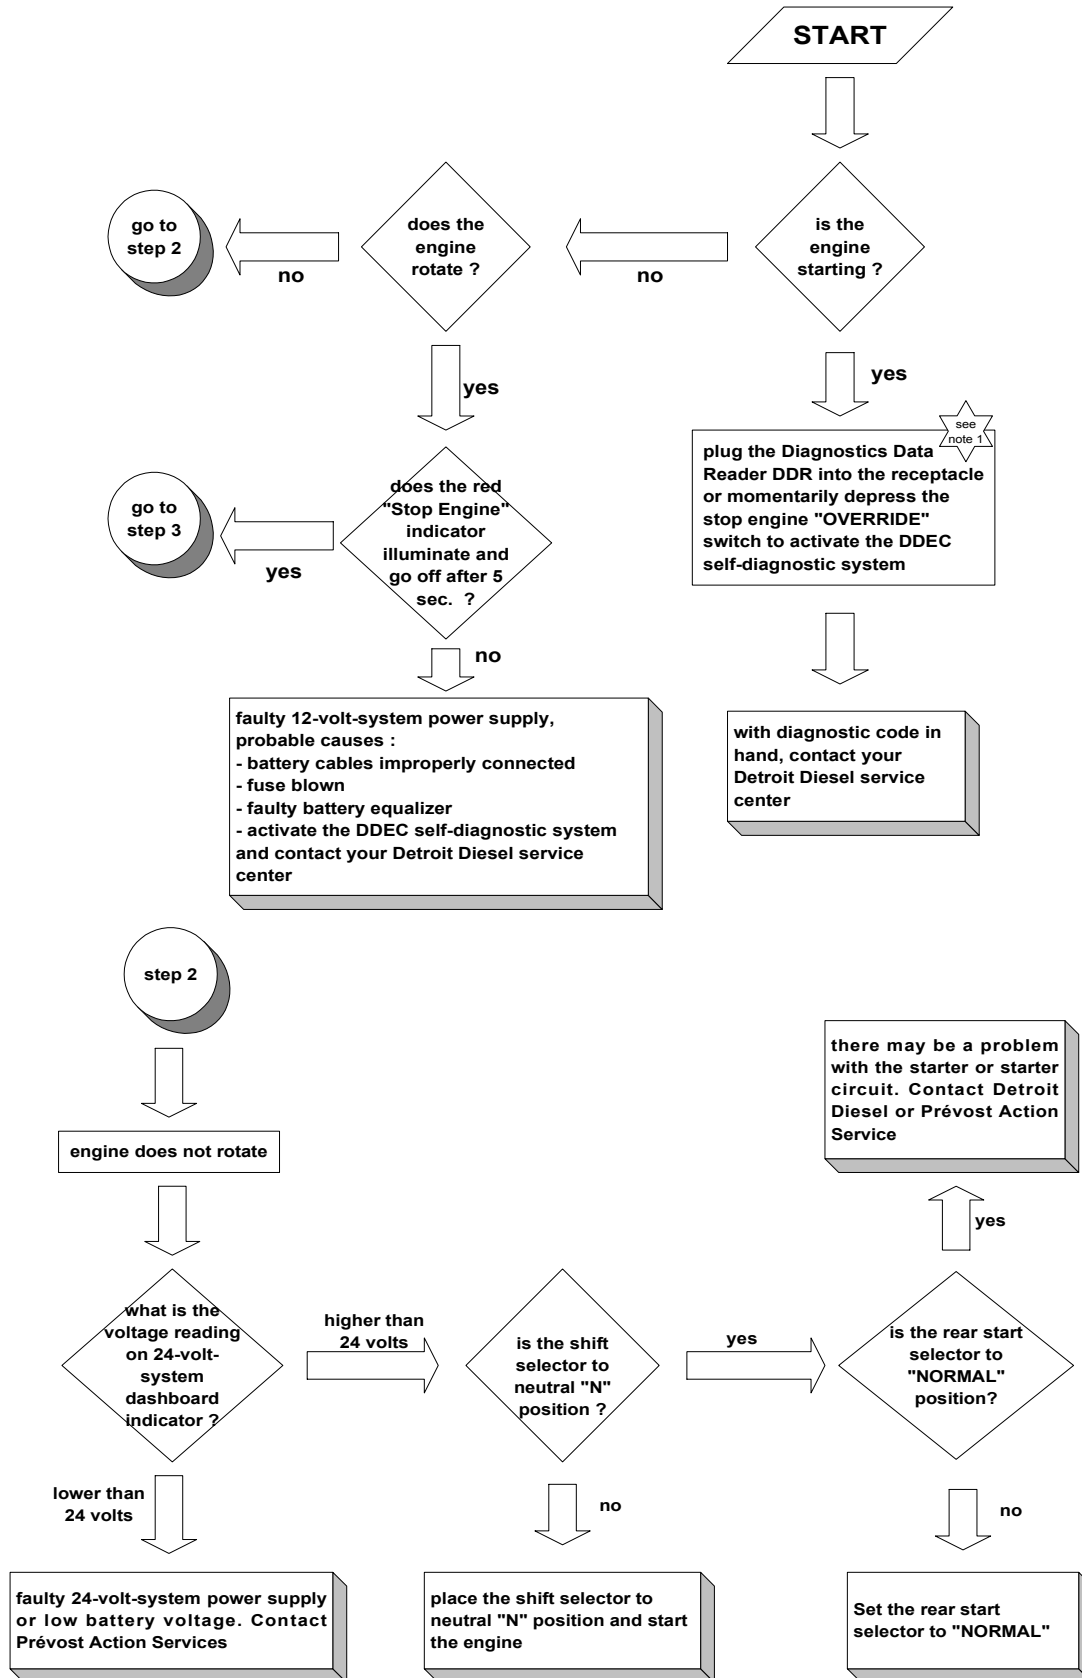 START
is the
engine
starting ?
no
does the
engine
rotate ?
no
go to
step 2
yes
yes
see
note 1
plug the Diagnostics Data
Reader DDR into the receptacle
or momentarily depress the
stop engine "OVERRIDE"
switch to activate the DDEC
self-diagnostic system
does the red
"Stop Engine"
indicator
illuminate and
go off after 5
sec. ?
yes
go to
step 3
no
faulty 12-volt-system power supply,
probable causes :
- battery cables improperly connected
- fuse blown
- faulty battery equalizer
- activate the DDEC self-diagnostic system
and contact your Detroit Diesel service
center
with diagnostic code in
hand, contact your
Detroit Diesel service
center
step 2
engine does not rotate
what is the
voltage reading
on 24-volt-
system
dashboard
indicator ?
higher than
24 volts
is the shift
selector to
neutral "N"
position ?
yes
is the rear start
selector to
"NORMAL"
position?
yes
there may be a problem
with the starter or starter
circuit. Contact Detroit
Diesel or Prévost Action
Service
lower than
24 volts
no
no
faulty 24-volt-system power supply
or low battery voltage. Contact
Prévost Action Services
place the shift selector to
neutral "N" position and start
the engine
Set the rear start
selector to "NORMAL"